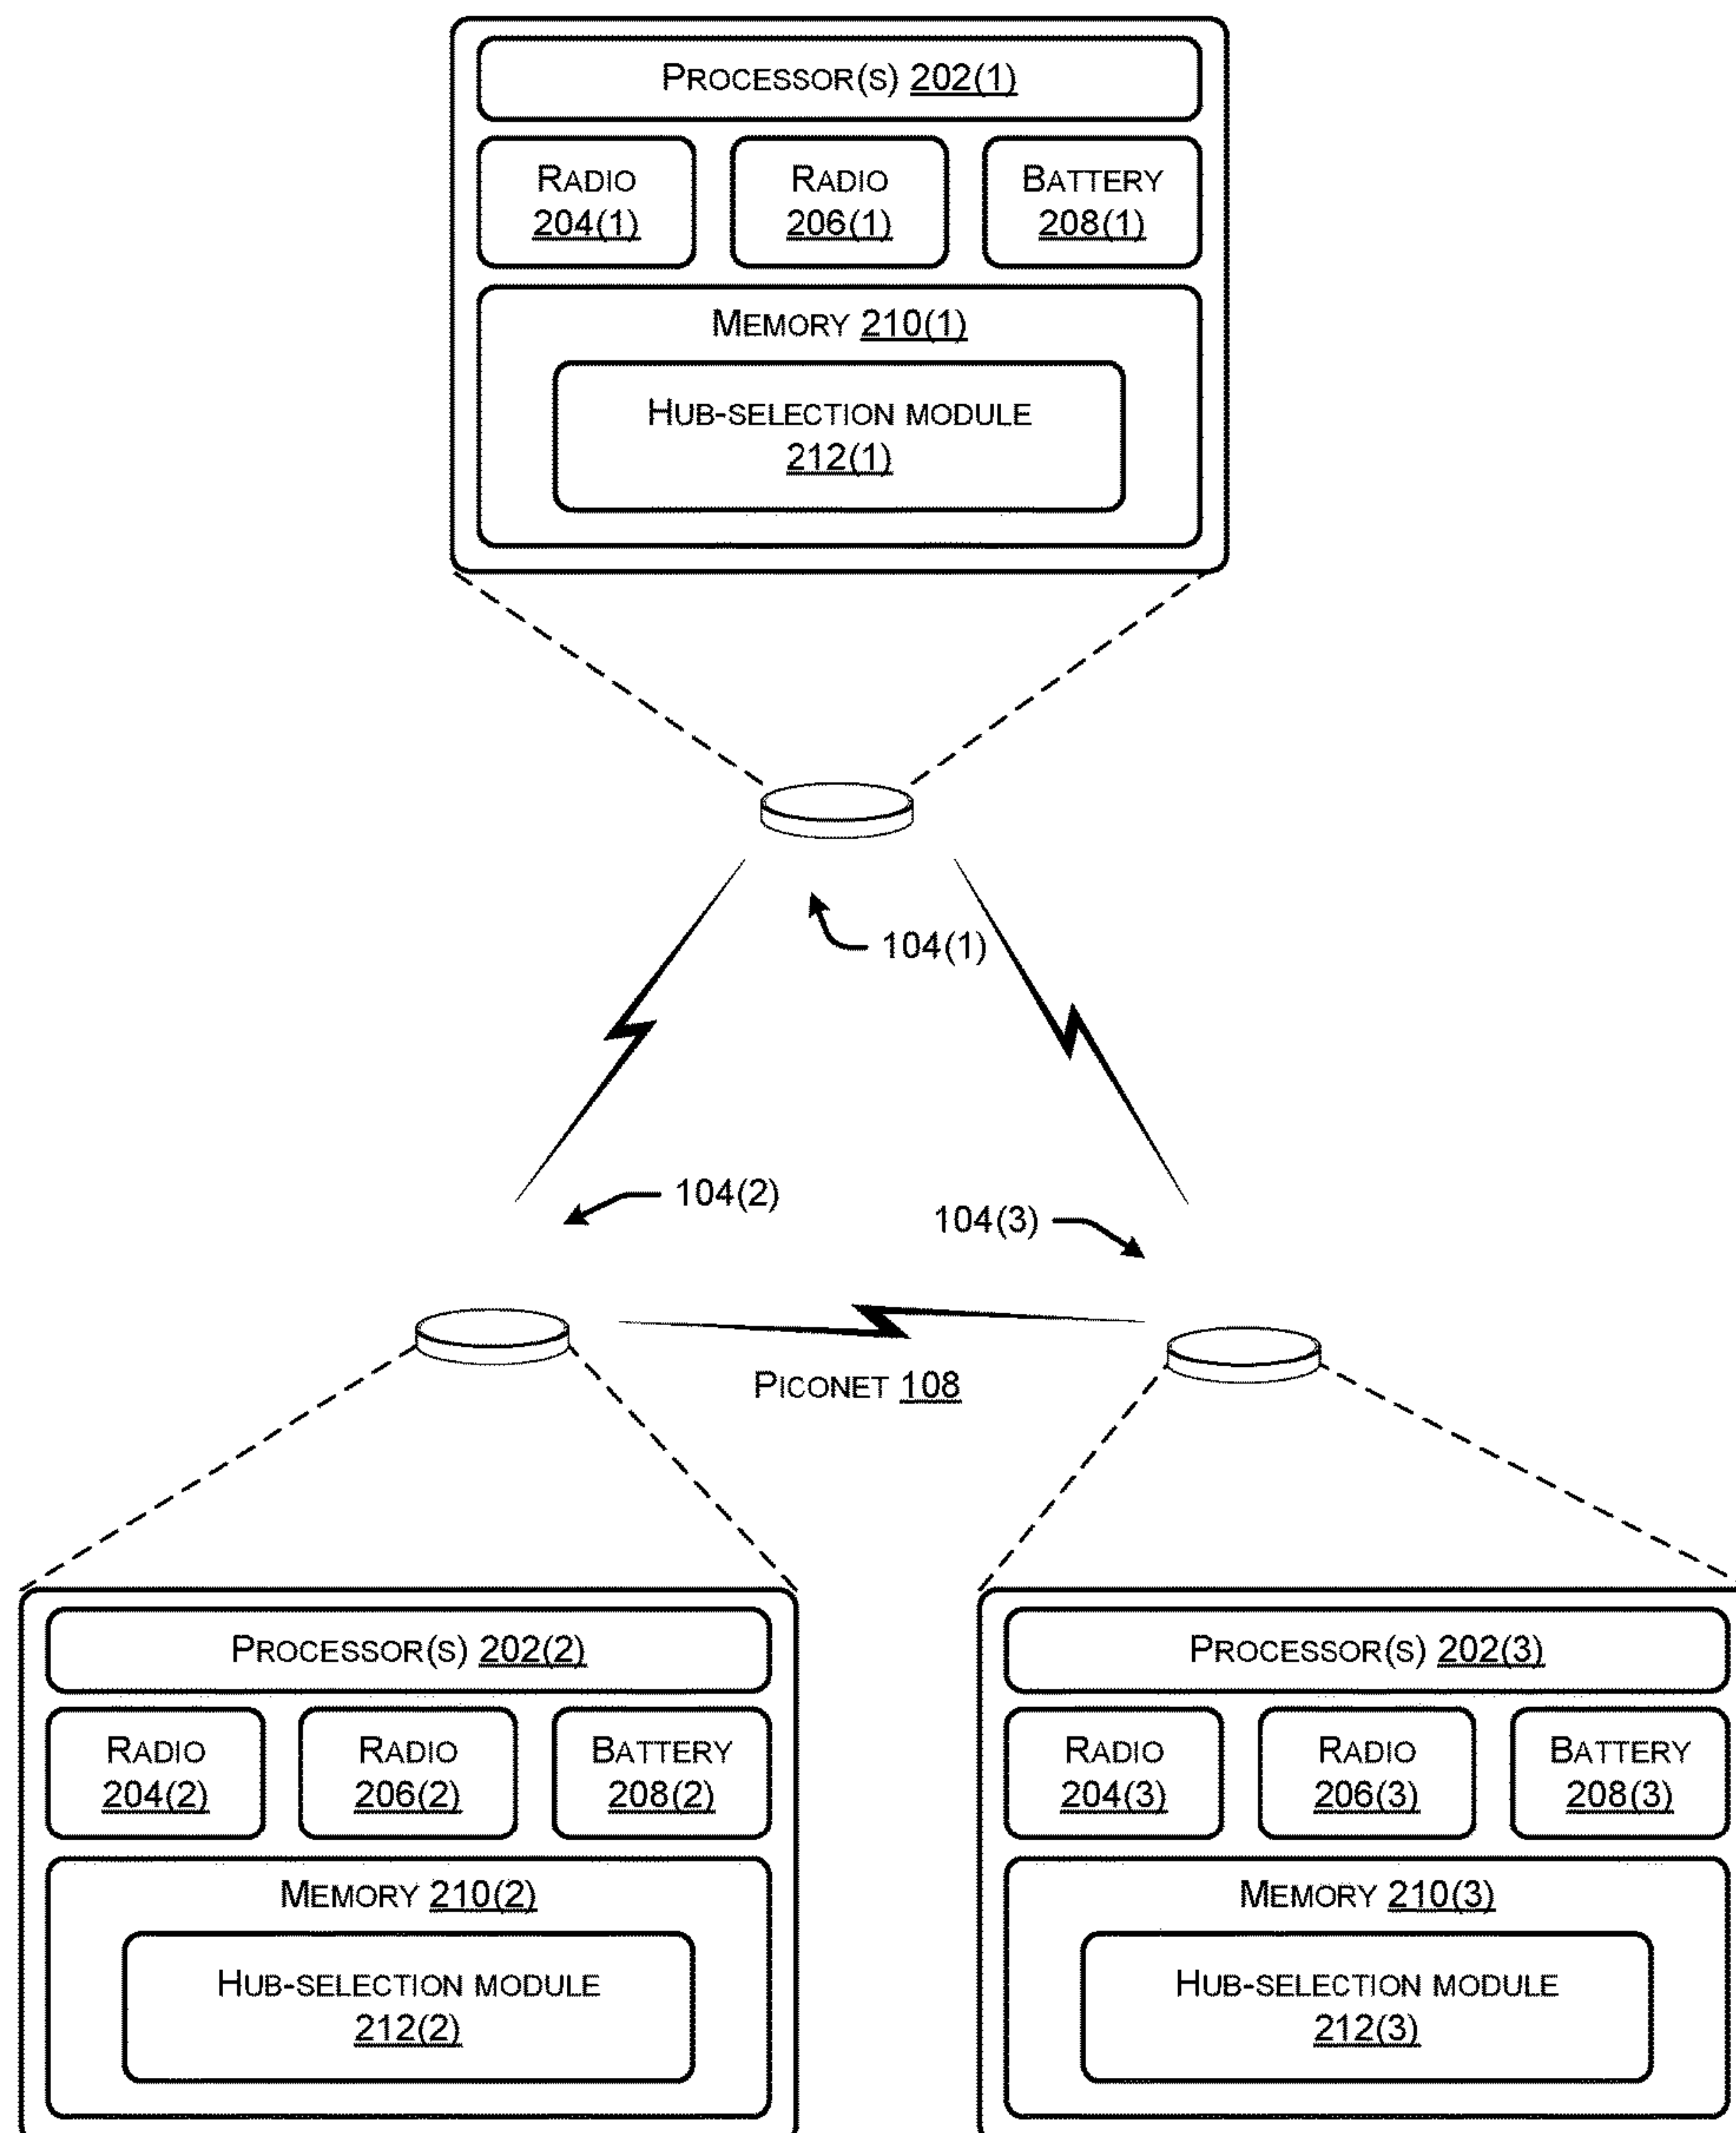 PROCESSOR(S) 202(1)
RADIO
204(1)
RADIO
206(1)
BATTERY
208(1)
MEMORY 210(1)
HUB-SELECTION MODULE
212(1)
104(1)
104(2)
104(3)
PICONET 108
PROCESSOR(S) 202(2)
RADIO
204(2)
RADIO
206(2)
BATTERY
208(2)
MEMORY 210(2)
HUB-SELECTION MODULE
212(2)
PROCESSOR(S) 202(3)
RADIO
204(3)
RADIO
206(3)
BATTERY
208(3)
MEMORY 210(3)
HUB-SELECTION MODULE
212(3)